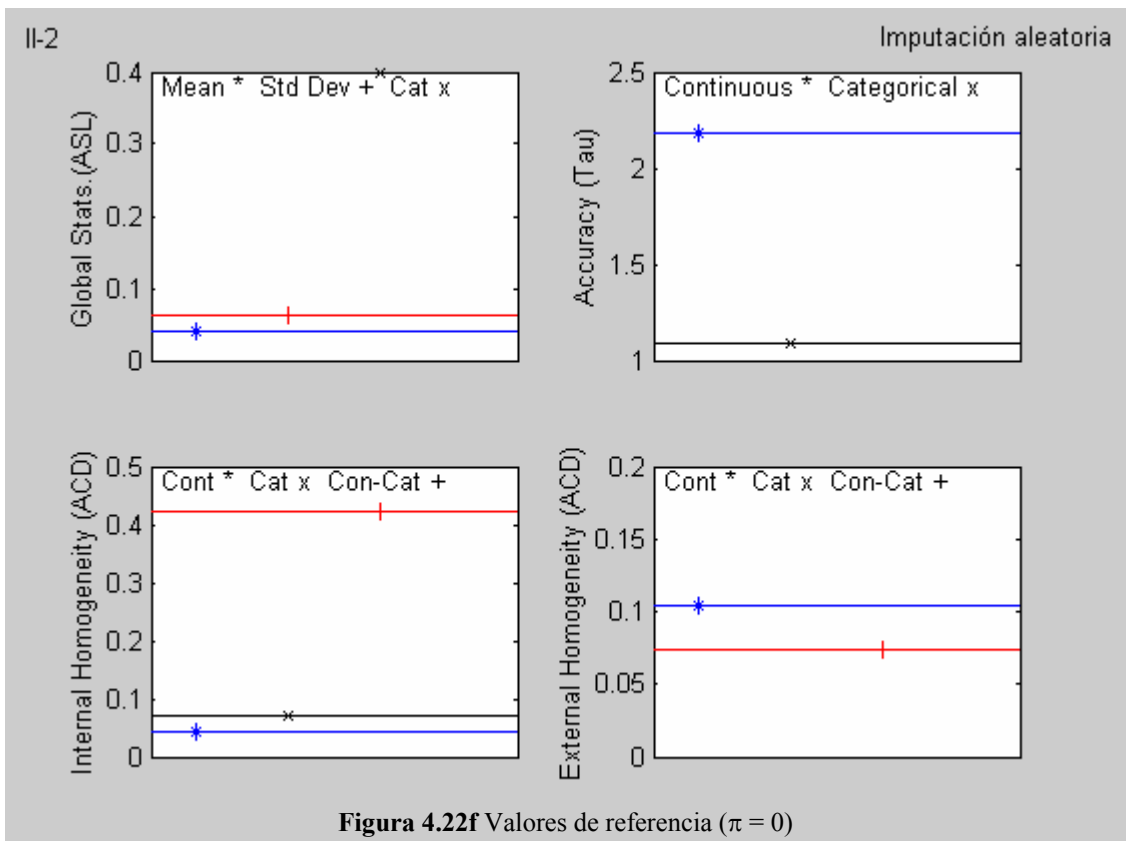 II-2
Imputación aleatoria
Global Stats.(ASL)
0.4
0.3
0.2
0.1
0
Mean * Std Dev + Cat x
x
Accuracy (Tau)
2.5
2
1.5
1
Continuous * Categorical x
Internal Homogeneity (ACD)
0.5
0.4
0.3
0.2
0.1
0
Cont * Cat x Con-Cat +
External Homogeneity (ACD)
0.2
0.15
0.1
0.05
0
Cont * Cat x Con-Cat +
Figura 4.22f Valores de referencia (π = 0)